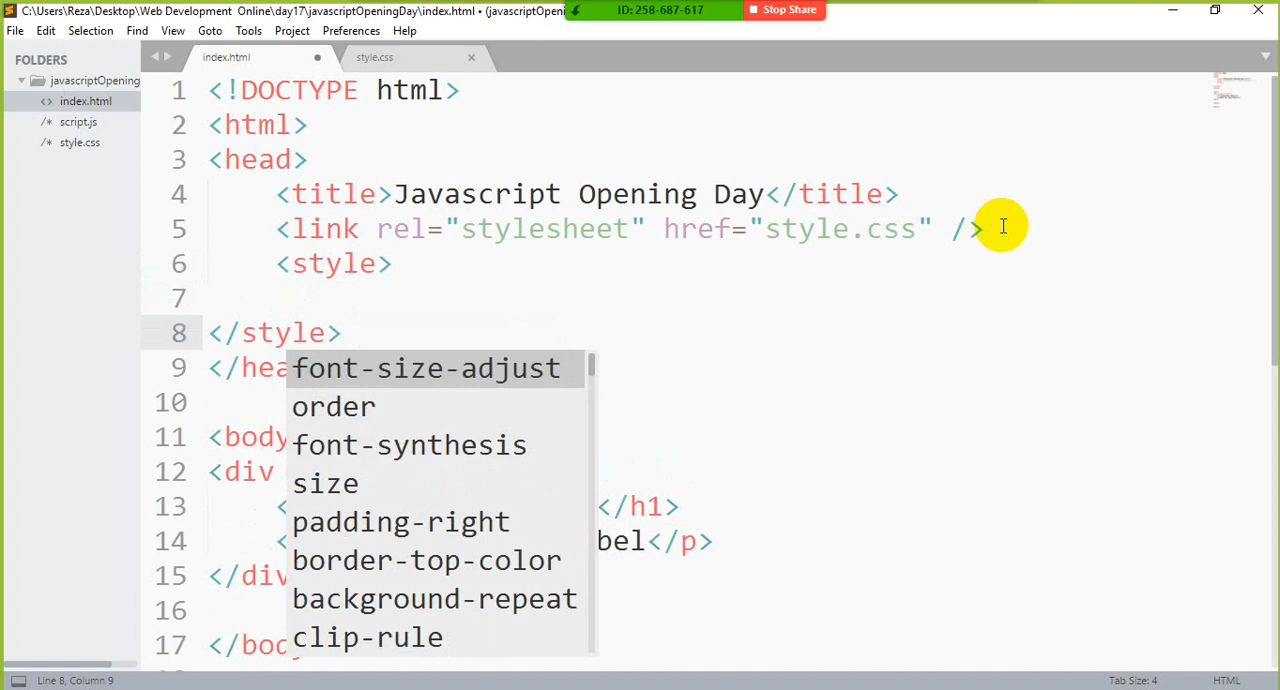 C:\Users\Reza\Desktop\Web Development Online\day17\javascriptOpeningDay\index.html • (javascriptOpeni
ID: 258-687-617
Stop Share
File Edit Selection Find View Goto Tools Project Preferences Help
FOLDERS
javascriptOpening
index.html
script.js
style.css
index.html
style.css
1 <!DOCTYPE html>
2 <html>
3 <head>
4 <title>Javascript Opening Day</title>
5 <link rel="stylesheet" href="style.css" />
6 <style>
7
8 </style>
9 </hea
10
11 <body
12 <div
13 < </h1>
14 < bel</p>
15 </div
16
17 </body
font-size-adjust
order
font-synthesis
size
padding-right
border-top-color
background-repeat
clip-rule
Line 8, Column 9
Tab Size: 4
HTML